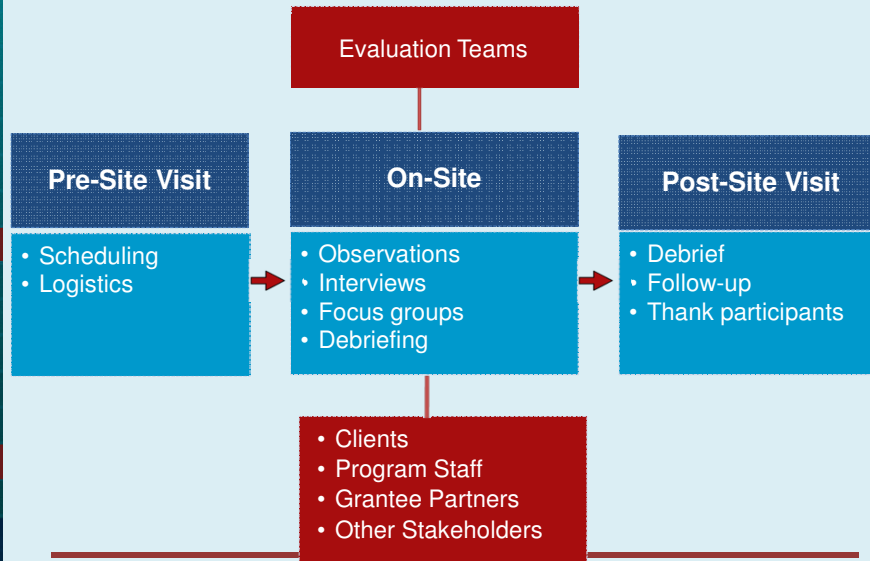 Evaluation Teams
Pre-Site Visit
• Scheduling
• Logistics
On-Site
• Observations
• Interviews
• Focus groups
• Debriefing
Post-Site Visit
• Debrief
• Follow-up
• Thank participants
• Clients
• Program Staff
• Grantee Partners
• Other Stakeholders